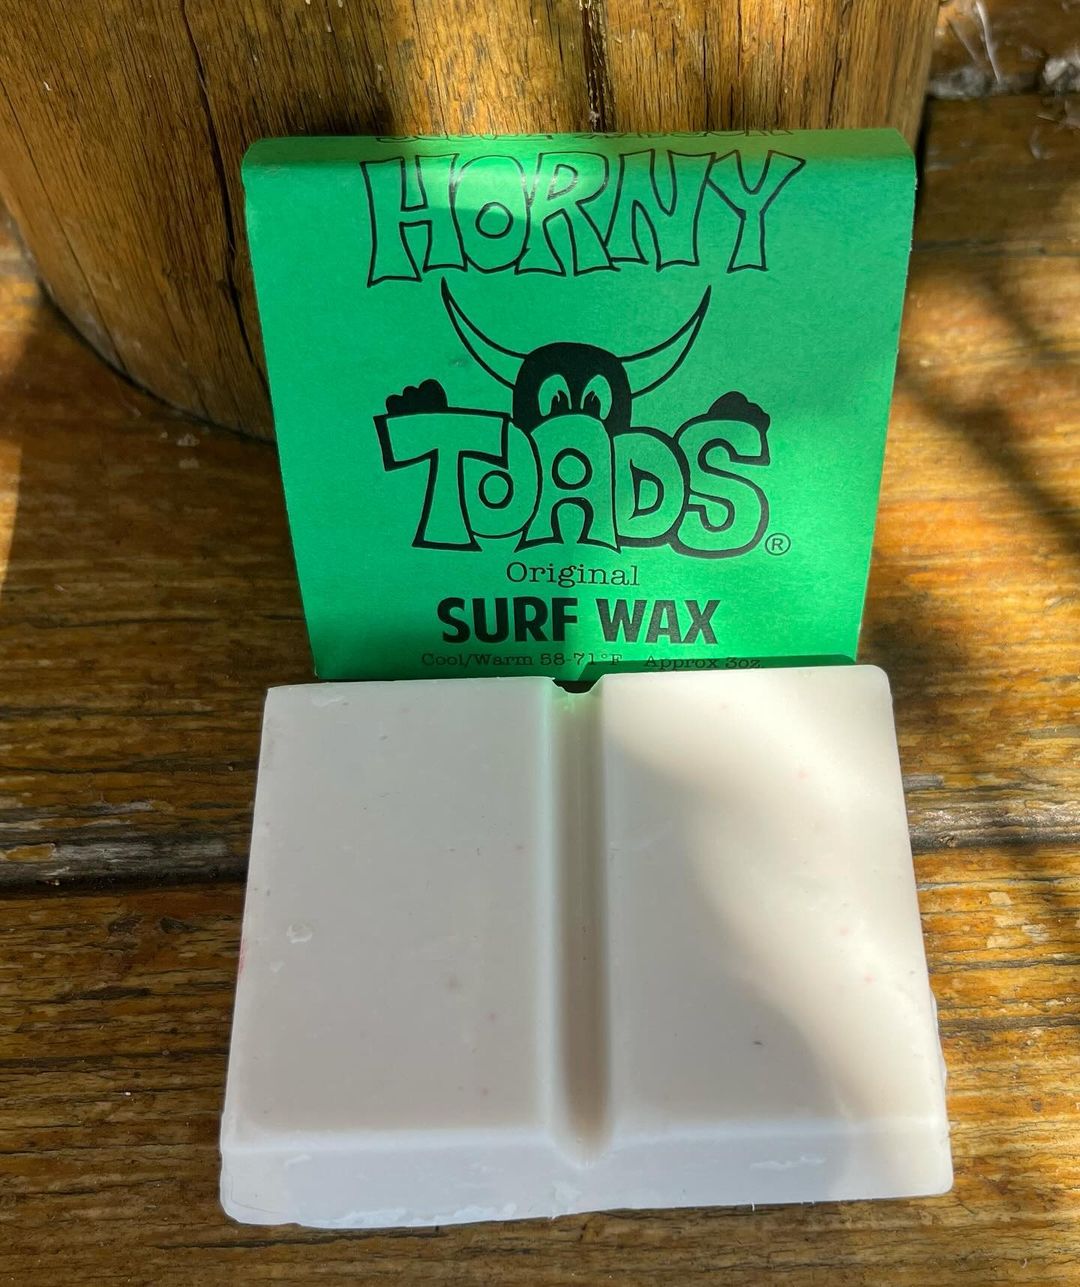 HORNY
TOADS®
Original
SURF WAX
Cool/Warm 58-71°F Approx 3oz.